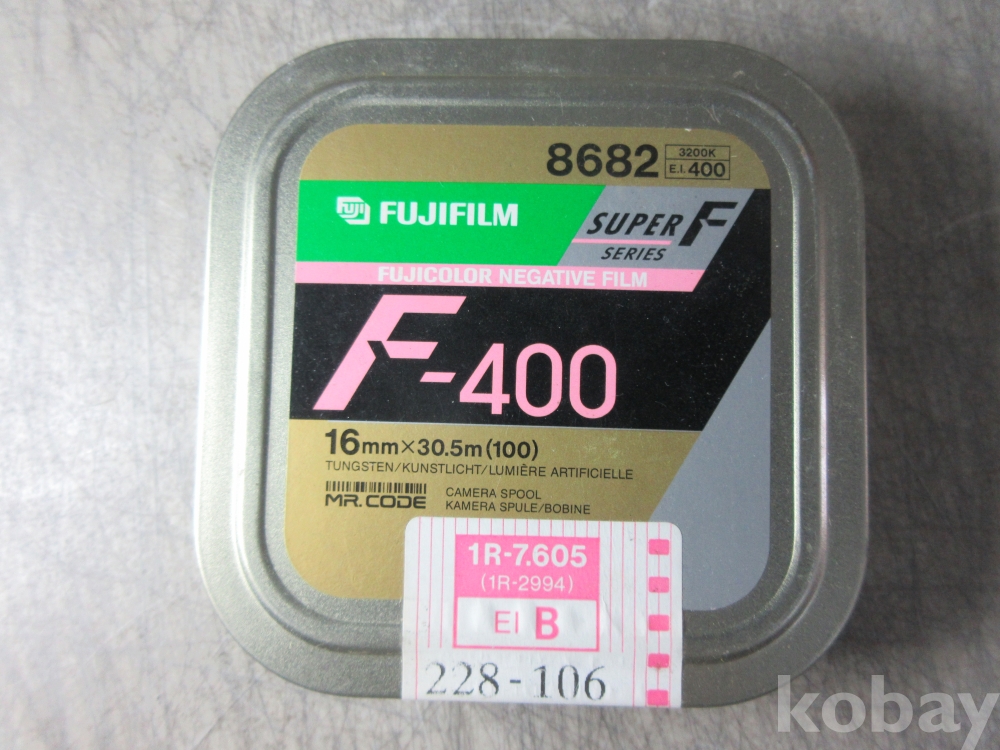 8682
3200K
E.I. 400
FUJI FUJIFILM
SUPER F
SERIES
FUJICOLOR NEGATIVE FILM
F-400
16mm×30.5m(100)
TUNGSTEN/KUNSTLICHT/LUMIÈRE ARTIFICIELLE
MR.CODE
CAMERA SPOOL
KAMERA SPULE/BOBINE
1R-7.605
(1R-2994)
EI B
228-106
kobay